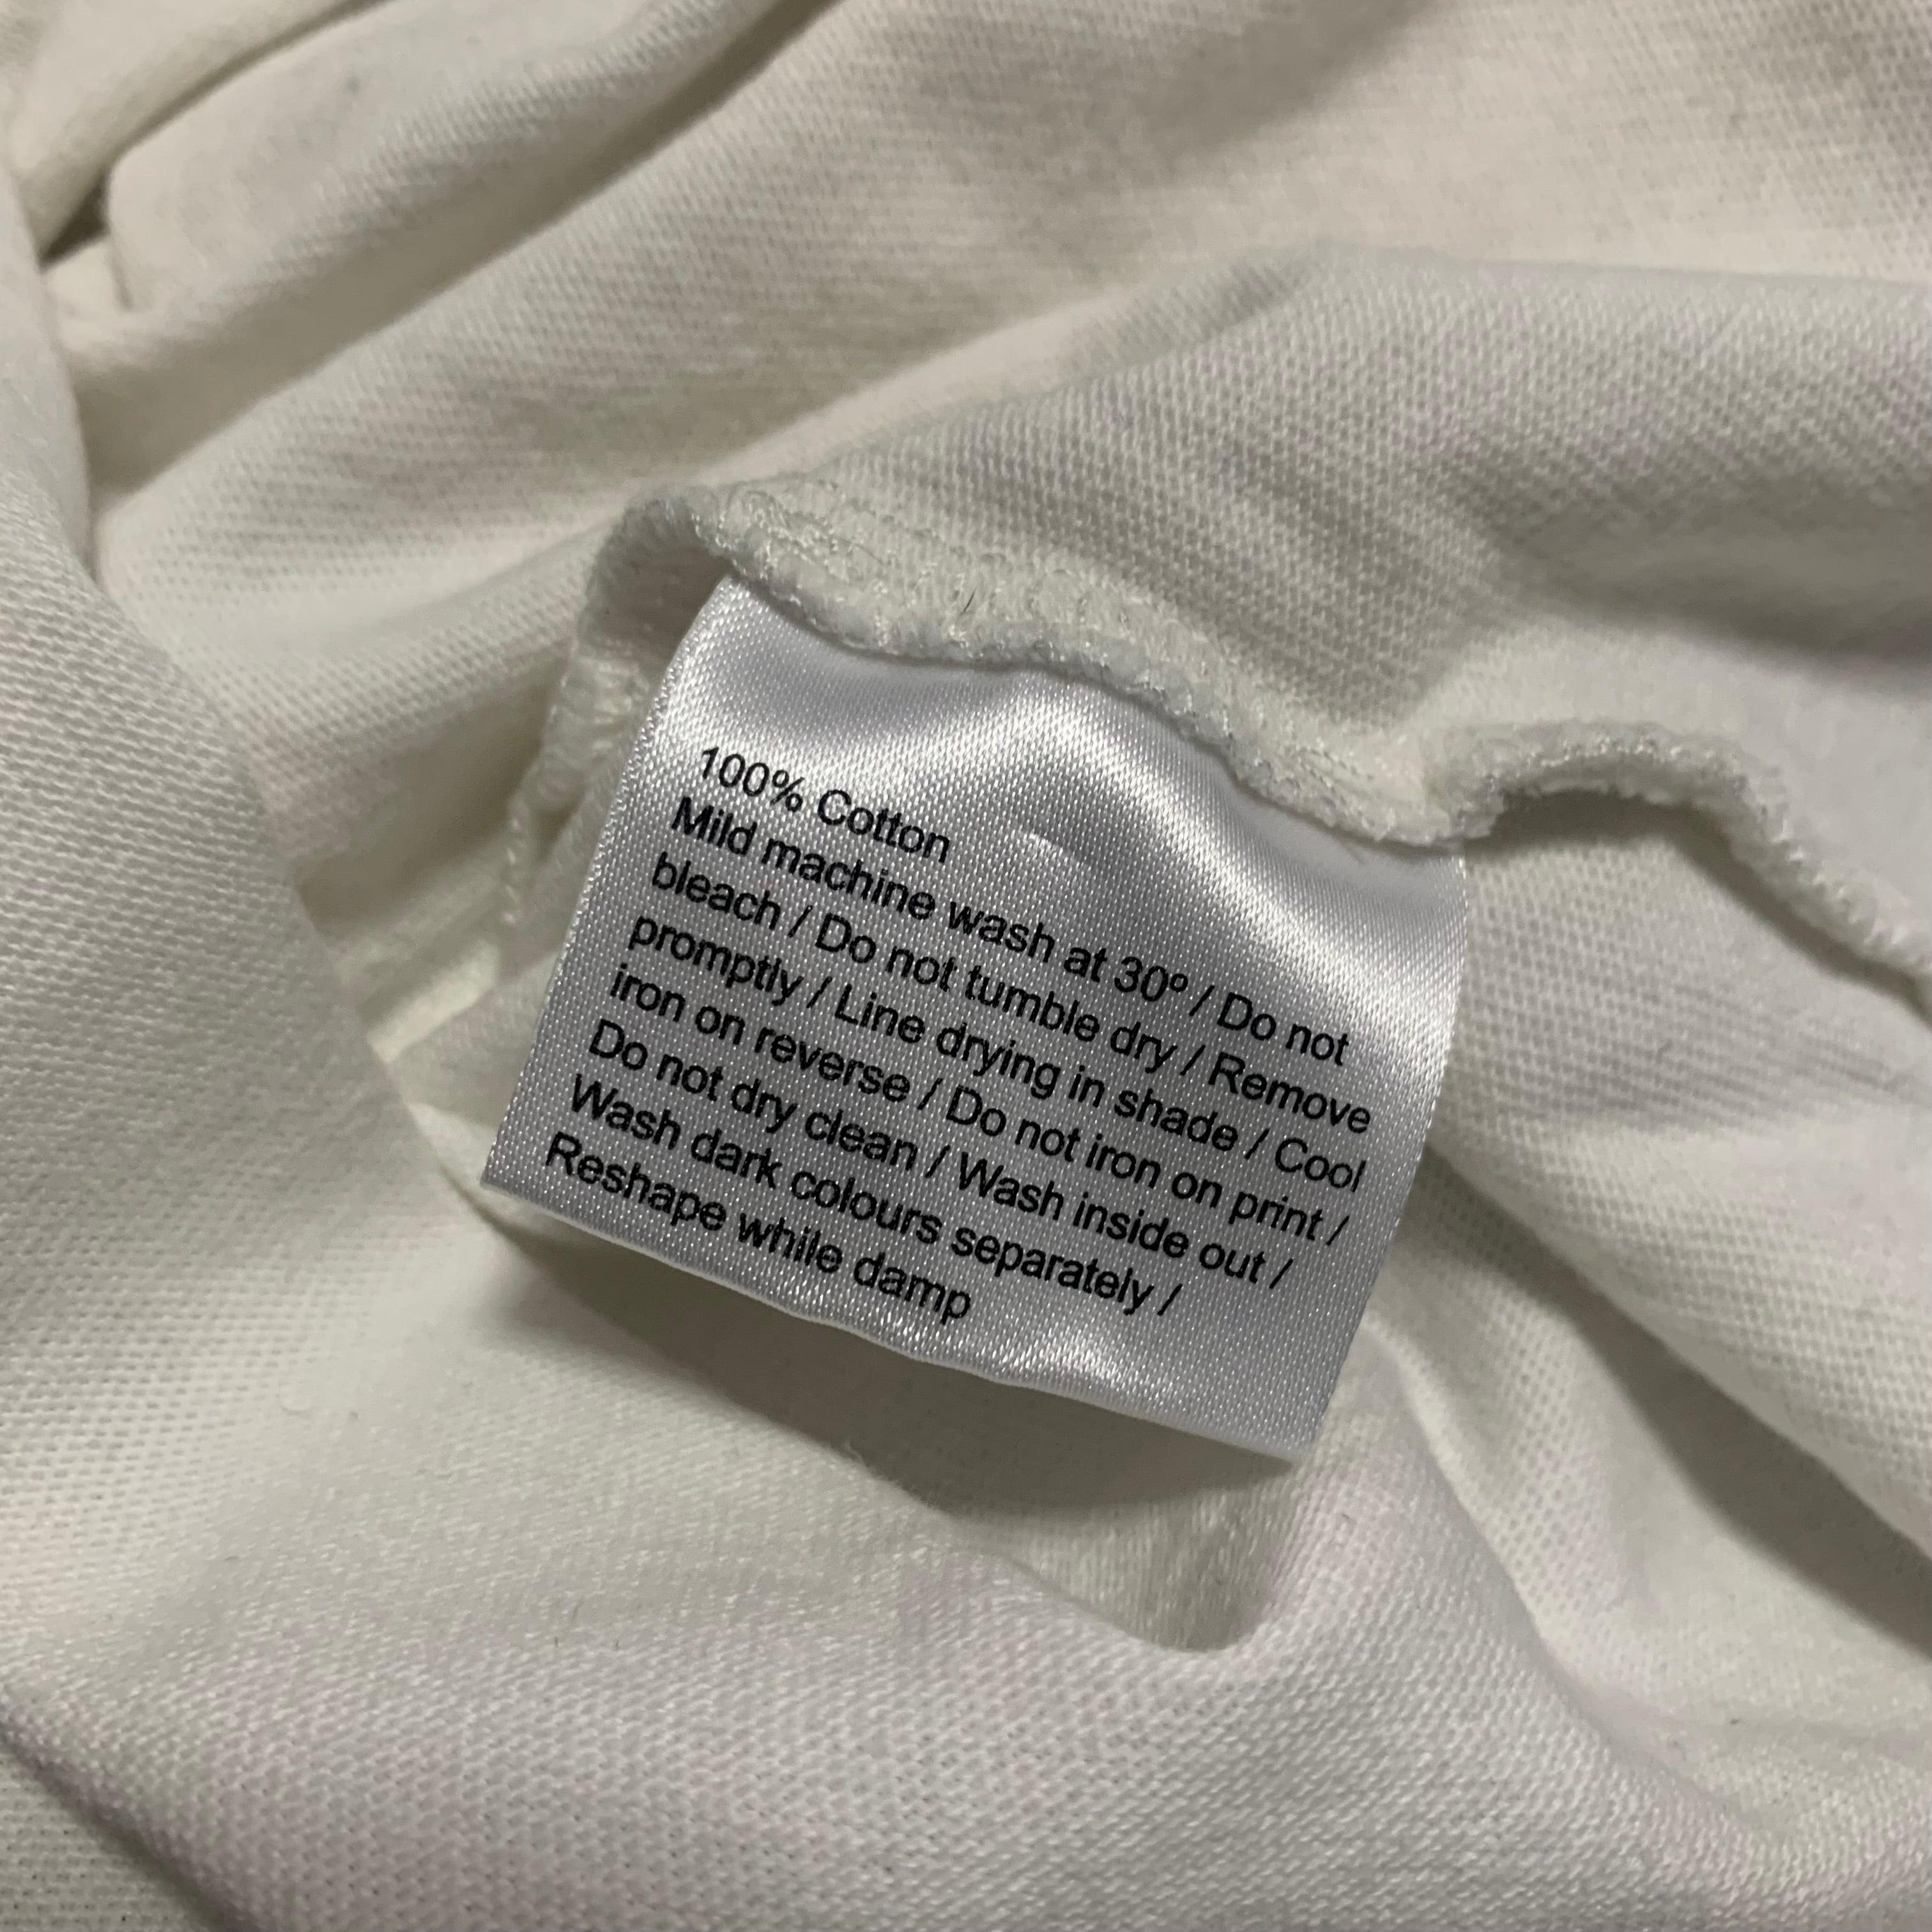 100% Cotton
Mild machine wash at 30º / Do not
bleach / Do not tumble dry / Remove
promptly / Line drying in shade / Cool
iron on reverse / Do not iron on print /
Do not dry clean / Wash inside out /
Wash dark colours separately /
Reshape while damp